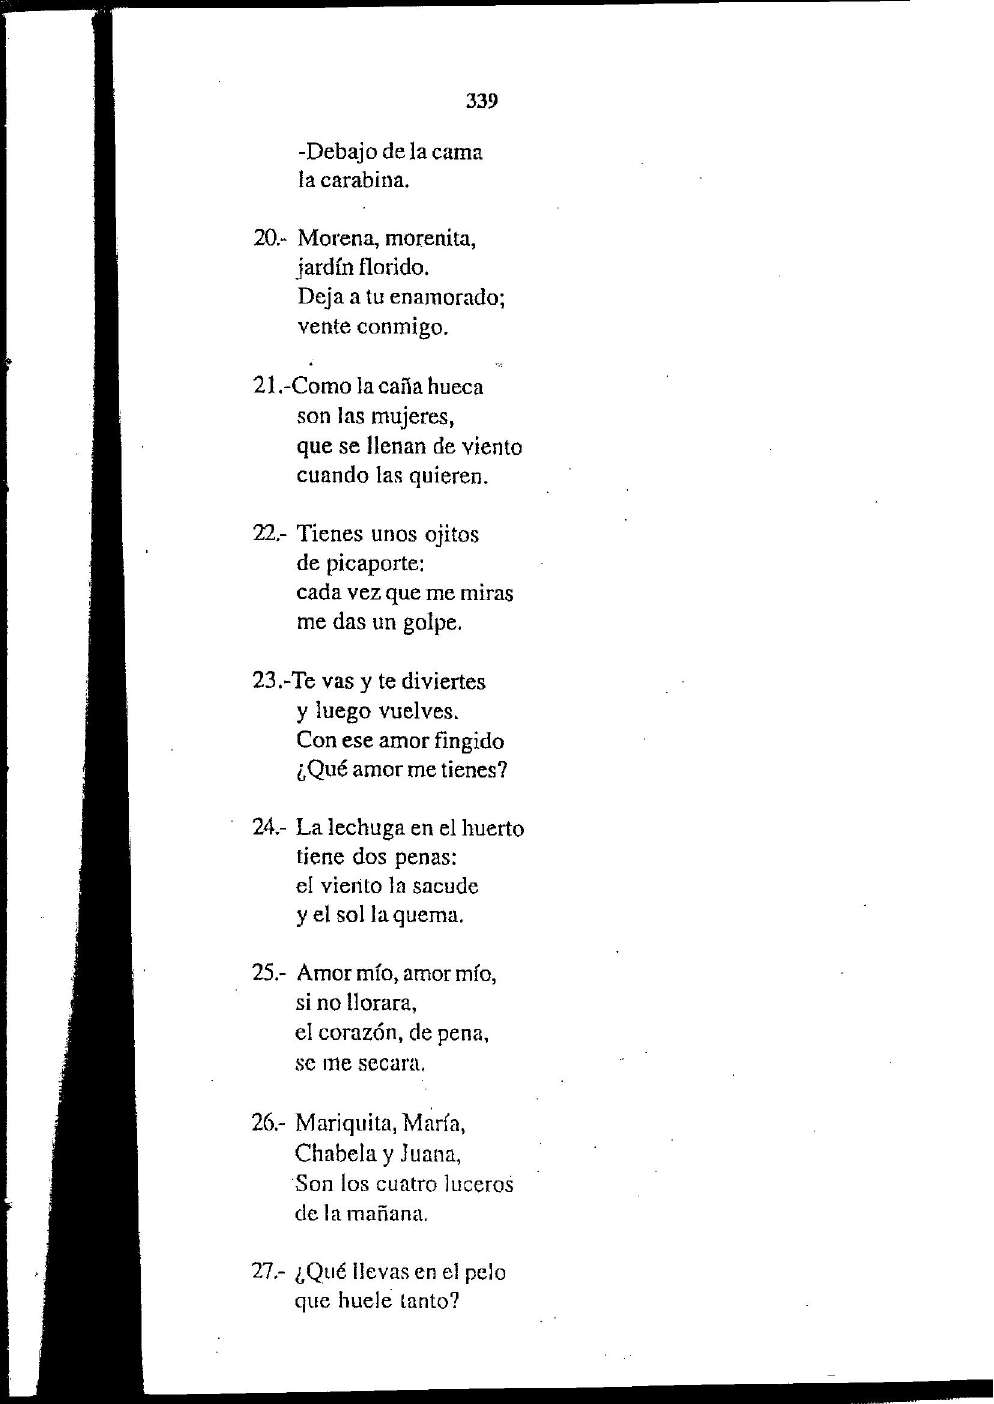 339
-Debajo de la cama
la carabina.
20.- Morena, morenita,
jardín florido.
Deja a tu enamorado;
vente conmigo.
21.-Como la caña hueca
son las mujeres,
que se llenan de viento
cuando las quieren.
22.- Tienes unos ojitos
de picaporte:
cada vez que me miras
me das un golpe.
23.-Te vas y te diviertes
y luego vuelves.
Con ese amor fingido
¿Qué amor me tienes?
24.- La lechuga en el huerto
tiene dos penas:
el viento la sacude
y el sol la quema.
25.- Amor mío, amor mío,
si no llorara,
el corazón, de pena,
se me secara.
26.- Mariquita, María,
Chabela y Juana,
Son los cuatro luceros
de la mañana.
27.- ¿Qué llevas en el pelo
que huele tanto?